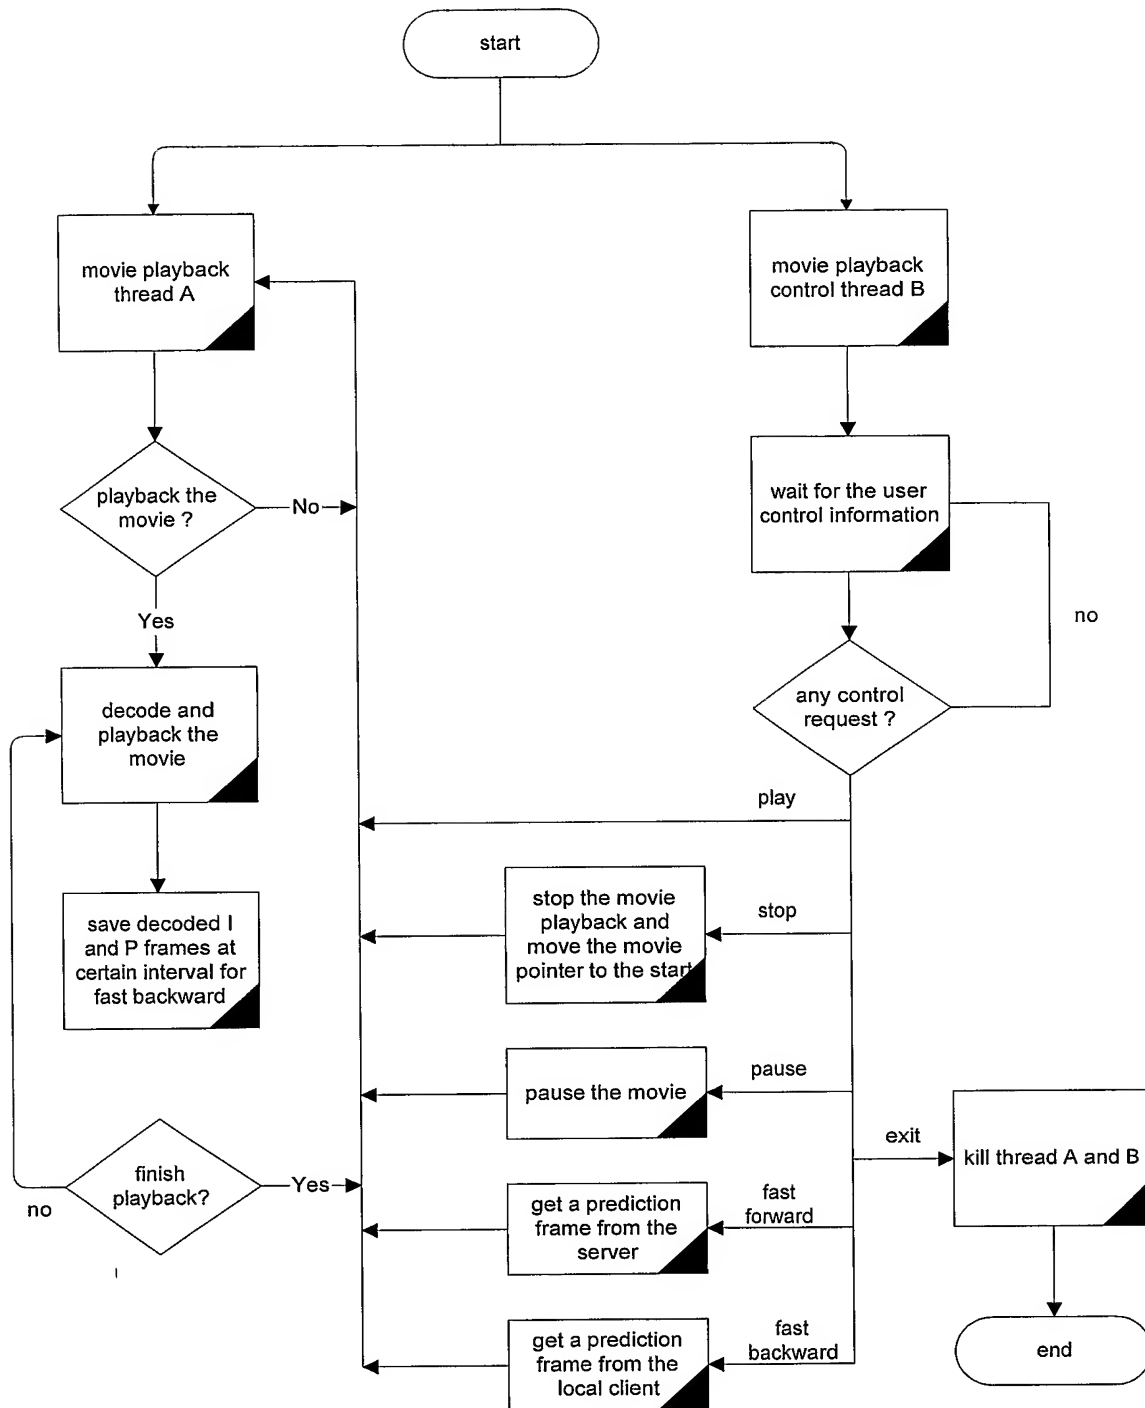 start
movie playback
thread A
movie playback
control thread B
playback the
movie ?
No
Yes
wait for the user
control information
no
any control
request ?
decode and
playback the
movie
play
save decoded I
and P frames at
certain interval for
fast backward
stop the movie
playback and
move the movie
pointer to the start
stop
pause the movie
pause
exit
kill thread A and B
finish
playback?
no
Yes
get a prediction
frame from the
server
fast
forward
get a prediction
frame from the
local client
fast
backward
end